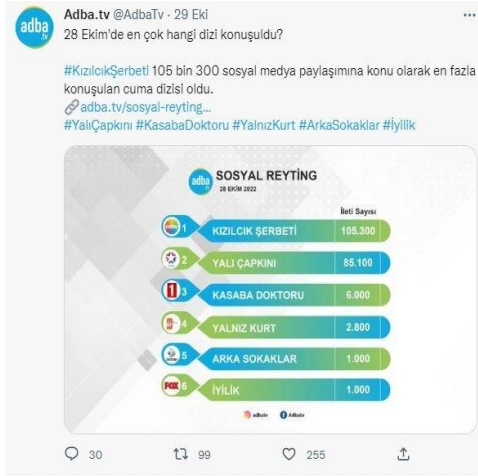 Adba.tv @AdbaTv · 29 Eki
28 Ekim'de en çok hangi dizi konuşuldu?
#KızılcıkŞerbeti 105 bin 300 sosyal medya paylaşımına konu olarak en fazla
konuşulan cuma dizisi oldu.
adba.tv/sosyal-reyting...
#YalıÇapkını #KasabaDoktoru #YalnızKurt #ArkaSokaklar #İyilik
adba.tv SOSYAL REYTİNG
28 EKİM 2022
İleti Sayısı
1 KIZILCIK ŞERBETİ 105.300
2 YALI ÇAPKINI 85.100
3 KASABA DOKTORU 6.000
4 YALNIZ KURT 2.800
5 ARKA SOKAKLAR 1.000
FOX 6 İYİLİK 1.000
adbatv Adbatv
30 99 255